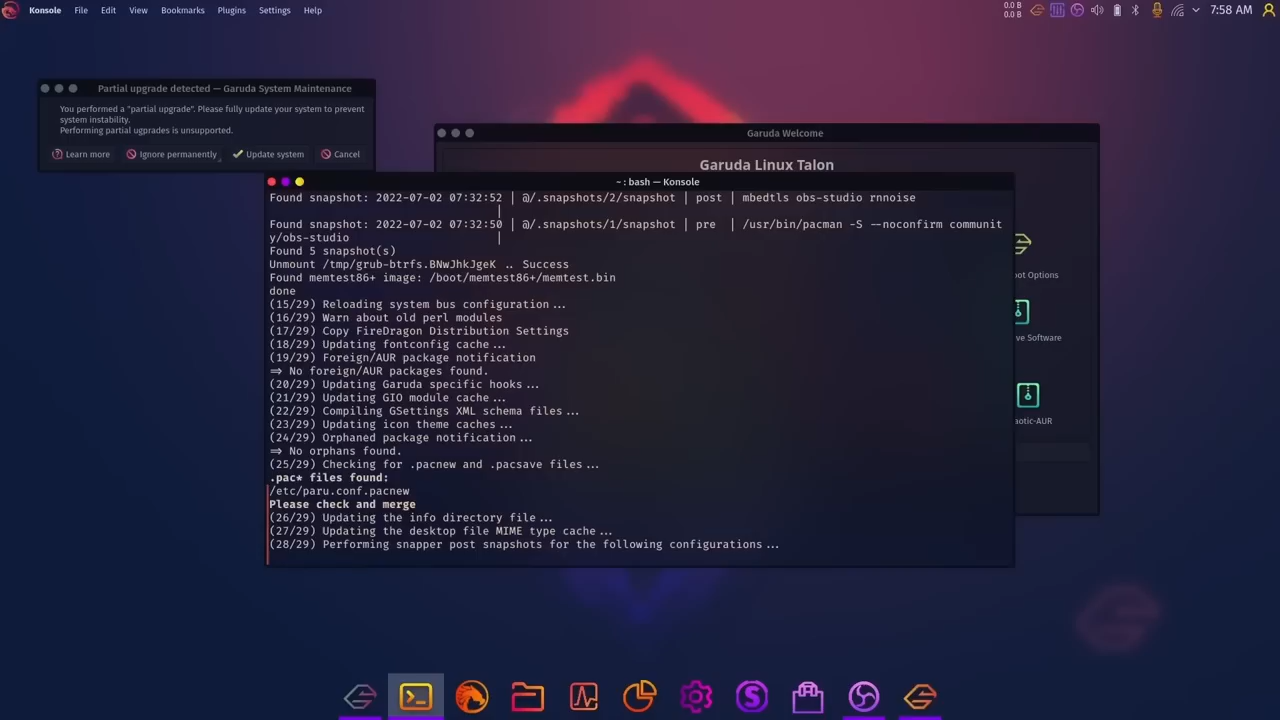 Konsole File Edit View Bookmarks Plugins Settings Help
0.0 B
0.0 B
7:58 AM
Partial upgrade detected — Garuda System Maintenance
You performed a "partial upgrade". Please fully update your system to prevent
system instability.
Performing partial ugprades is unsupported.
Learn more Ignore permanently Update system Cancel
Garuda Welcome
Garuda Linux Talon
~ : bash — Konsole
Found snapshot: 2022-07-02 07:32:52 | @/.snapshots/2/snapshot | post | mbedtls obs-studio rnnoise
|
Found snapshot: 2022-07-02 07:32:50 | @/.snapshots/1/snapshot | pre | /usr/bin/pacman -S --noconfirm communit
y/obs-studio |
Found 5 snapshot(s)
Unmount /tmp/grub-btrfs.BNwJhkJgeK .. Success
Found memtest86+ image: /boot/memtest86+/memtest.bin
done
(15/29) Reloading system bus configuration...
(16/29) Warn about old perl modules
(17/29) Copy FireDragon Distribution Settings
(18/29) Updating fontconfig cache...
(19/29) Foreign/AUR package notification
=> No foreign/AUR packages found.
(20/29) Updating Garuda specific hooks...
(21/29) Updating GIO module cache...
(22/29) Compiling GSettings XML schema files...
(23/29) Updating icon theme caches...
(24/29) Orphaned package notification...
=> No orphans found.
(25/29) Checking for .pacnew and .pacsave files...
.pac* files found:
/etc/paru.conf.pacnew
Please check and merge
(26/29) Updating the info directory file...
(27/29) Updating the desktop file MIME type cache...
(28/29) Performing snapper post snapshots for the following configurations...
oot Options
ve Software
aotic-AUR